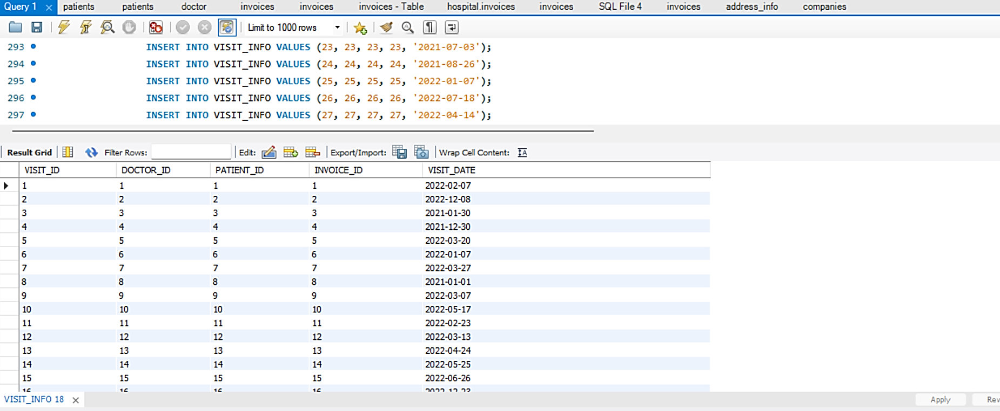 Query 1 patients patients doctor invoices invoices invoices - Table hospital.invoices invoices SQL File 4 invoices address_info companies
Limit to 1000 rows
293 INSERT INTO VISIT_INFO VALUES (23, 23, 23, 23, '2021-07-03');
294 INSERT INTO VISIT_INFO VALUES (24, 24, 24, 24, '2021-08-26');
295 INSERT INTO VISIT_INFO VALUES (25, 25, 25, 25, '2022-01-07');
296 INSERT INTO VISIT_INFO VALUES (26, 26, 26, 26, '2022-07-18');
297 INSERT INTO VISIT_INFO VALUES (27, 27, 27, 27, '2022-04-14');
Result Grid Filter Rows: Edit: Export/Import: Wrap Cell Content: IA
VISIT_ID DOCTOR_ID PATIENT_ID INVOICE_ID VISIT_DATE
1 1 1 1 2022-02-07
2 2 2 2 2022-12-08
3 3 3 3 2021-01-30
4 4 4 4 2021-12-30
5 5 5 5 2022-03-20
6 6 6 6 2022-01-07
7 7 7 7 2022-03-27
8 8 8 8 2021-01-01
9 9 9 9 2022-03-07
10 10 10 10 2022-05-17
11 11 11 11 2022-02-23
12 12 12 12 2022-03-13
13 13 13 13 2022-04-24
14 14 14 14 2022-05-25
15 15 15 15 2022-06-26
16 16 16 16 2022-12-23
VISIT_INFO 18 Apply Rev